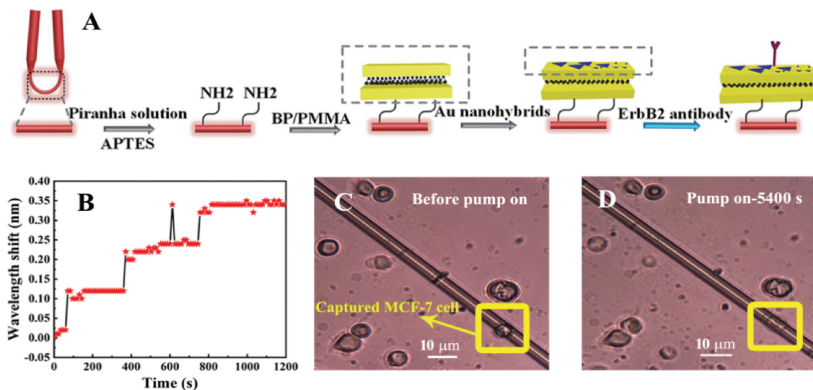 A
NH2 NH2
Piranha solution
APTES
BP/PMMA
Au nanohybrids
ErbB2 antibody
B
Wavelength shift (nm)
0.40
0.35
0.30
0.25
0.20
0.15
0.10
0.05
0.00
-0.05
0 200 400 600 800 1000 1200
Time (s)
C
Before pump on
Captured MCF-7 cell
10 μm
D
Pump on-5400 s
10 μm